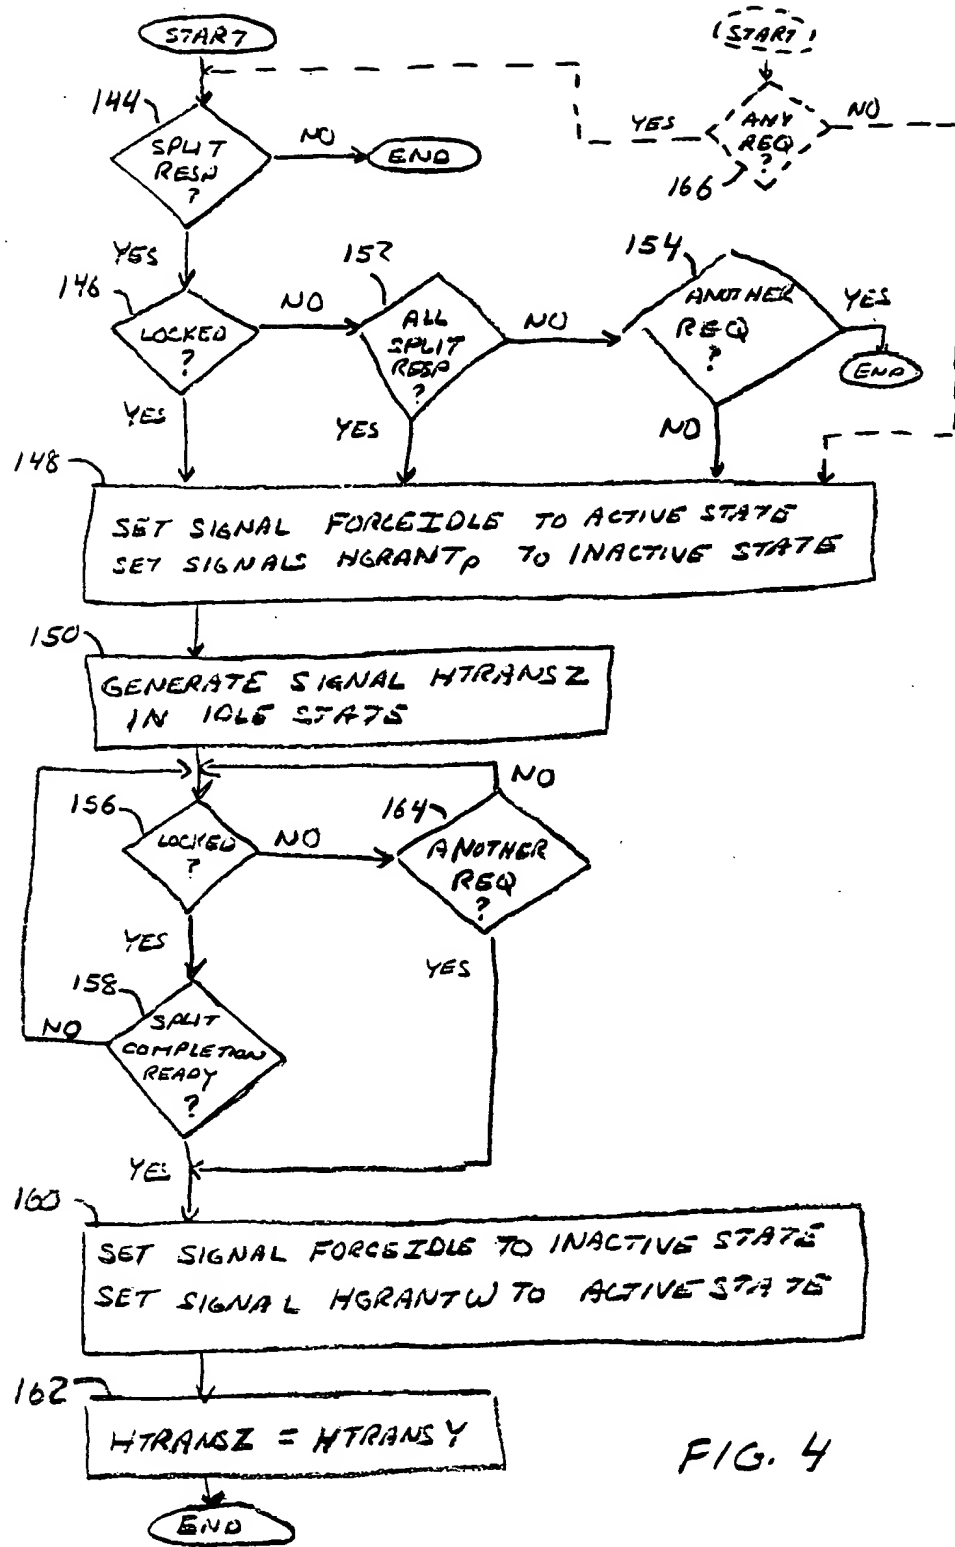 START
START
144
SPLIT
RESN
?
NO
END
YES
ANY
REQ
?
NO
166
YES
146
LOCKED
?
NO
152
ALL
SPLIT
RESP
?
NO
154
ANOTHER
REQ
?
YES
END
YES
YES
NO
148
SET SIGNAL FORCEIDLE TO ACTIVE STATE
SET SIGNALS HGRANTp TO INACTIVE STATE
150
GENERATE SIGNAL HTRANSZ
IN IDLE STATE
NO
156
LOCKED
?
NO
164
ANOTHER
REQ
?
YES
YES
158
NO
SPLIT
COMPLETION
READY
?
YES
160
SET SIGNAL FORCEIDLE TO INACTIVE STATE
SET SIGNAL HGRANTW TO ACTIVE STATE
162
HTRANSZ = HTRANSY
FIG. 4
END